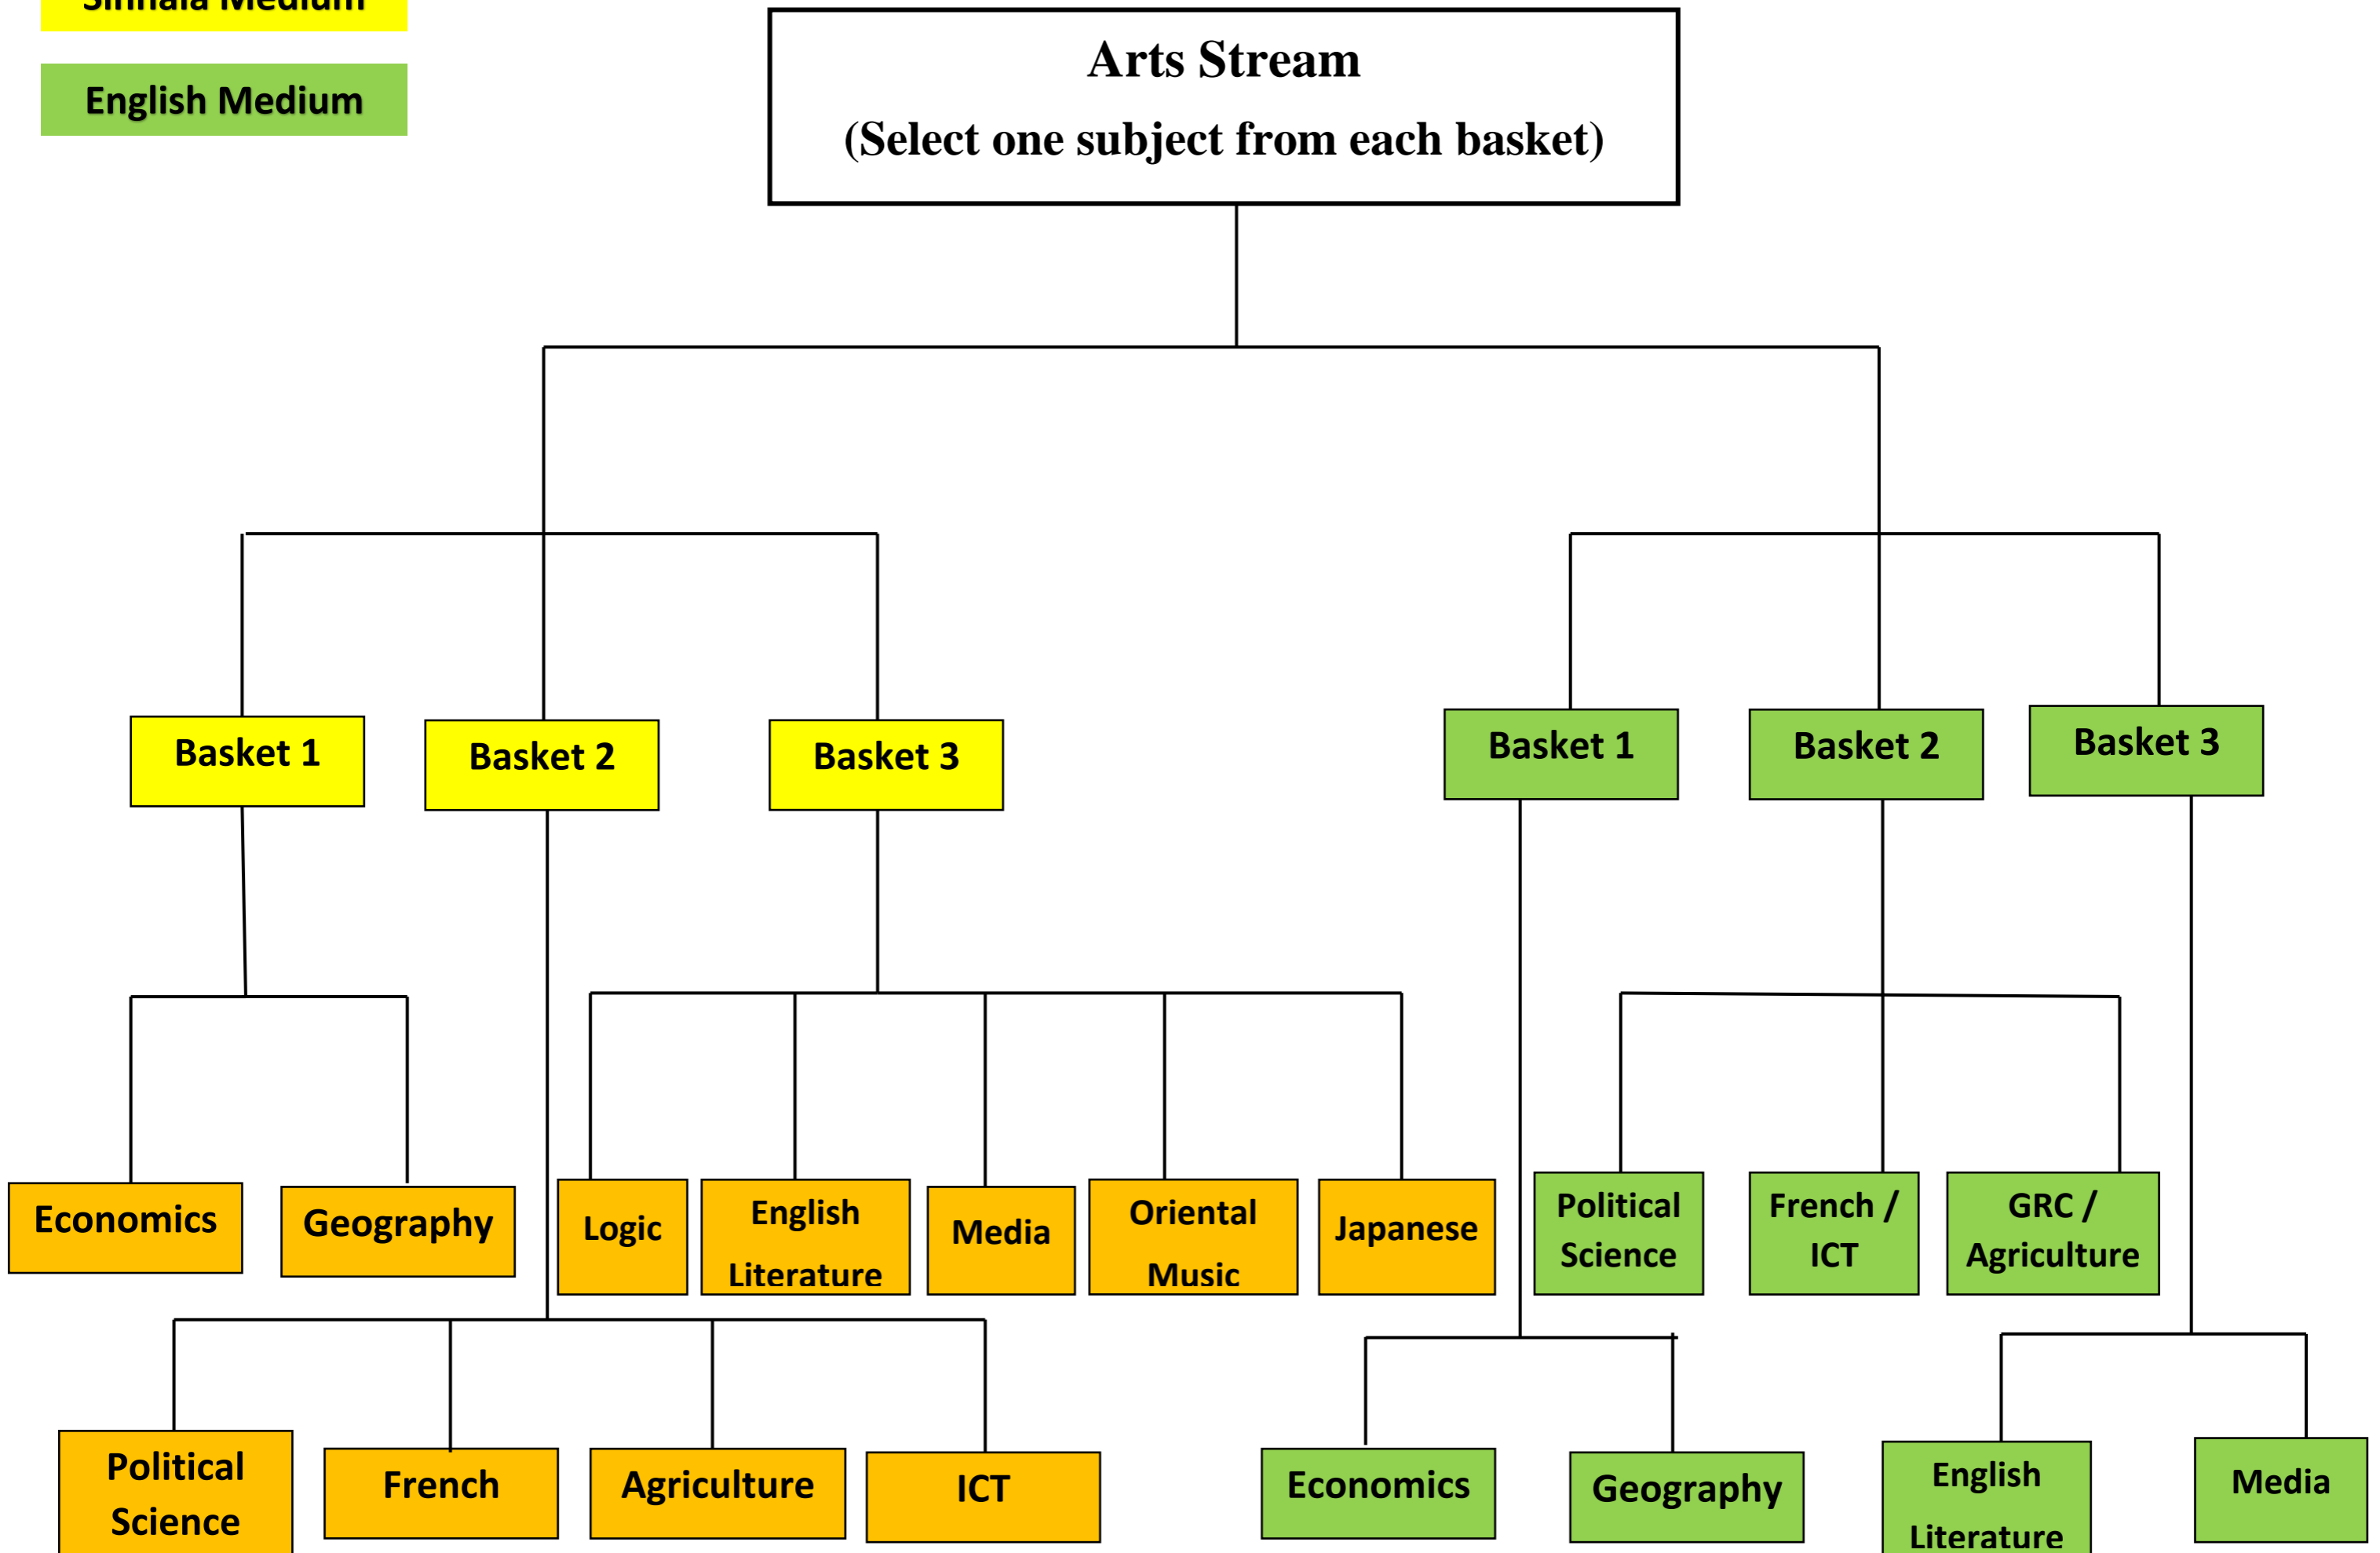 Sinhala Medium
English Medium
Arts Stream
(Select one subject from each basket)
Basket 1
Basket 2
Basket 3
Basket 1
Basket 2
Basket 3
Economics
Geography
Logic
English
Literature
Media
Oriental
Music
Japanese
Political
Science
French /
ICT
GRC /
Agriculture
Political
Science
French
Agriculture
ICT
Economics
Geography
English
Literature
Media